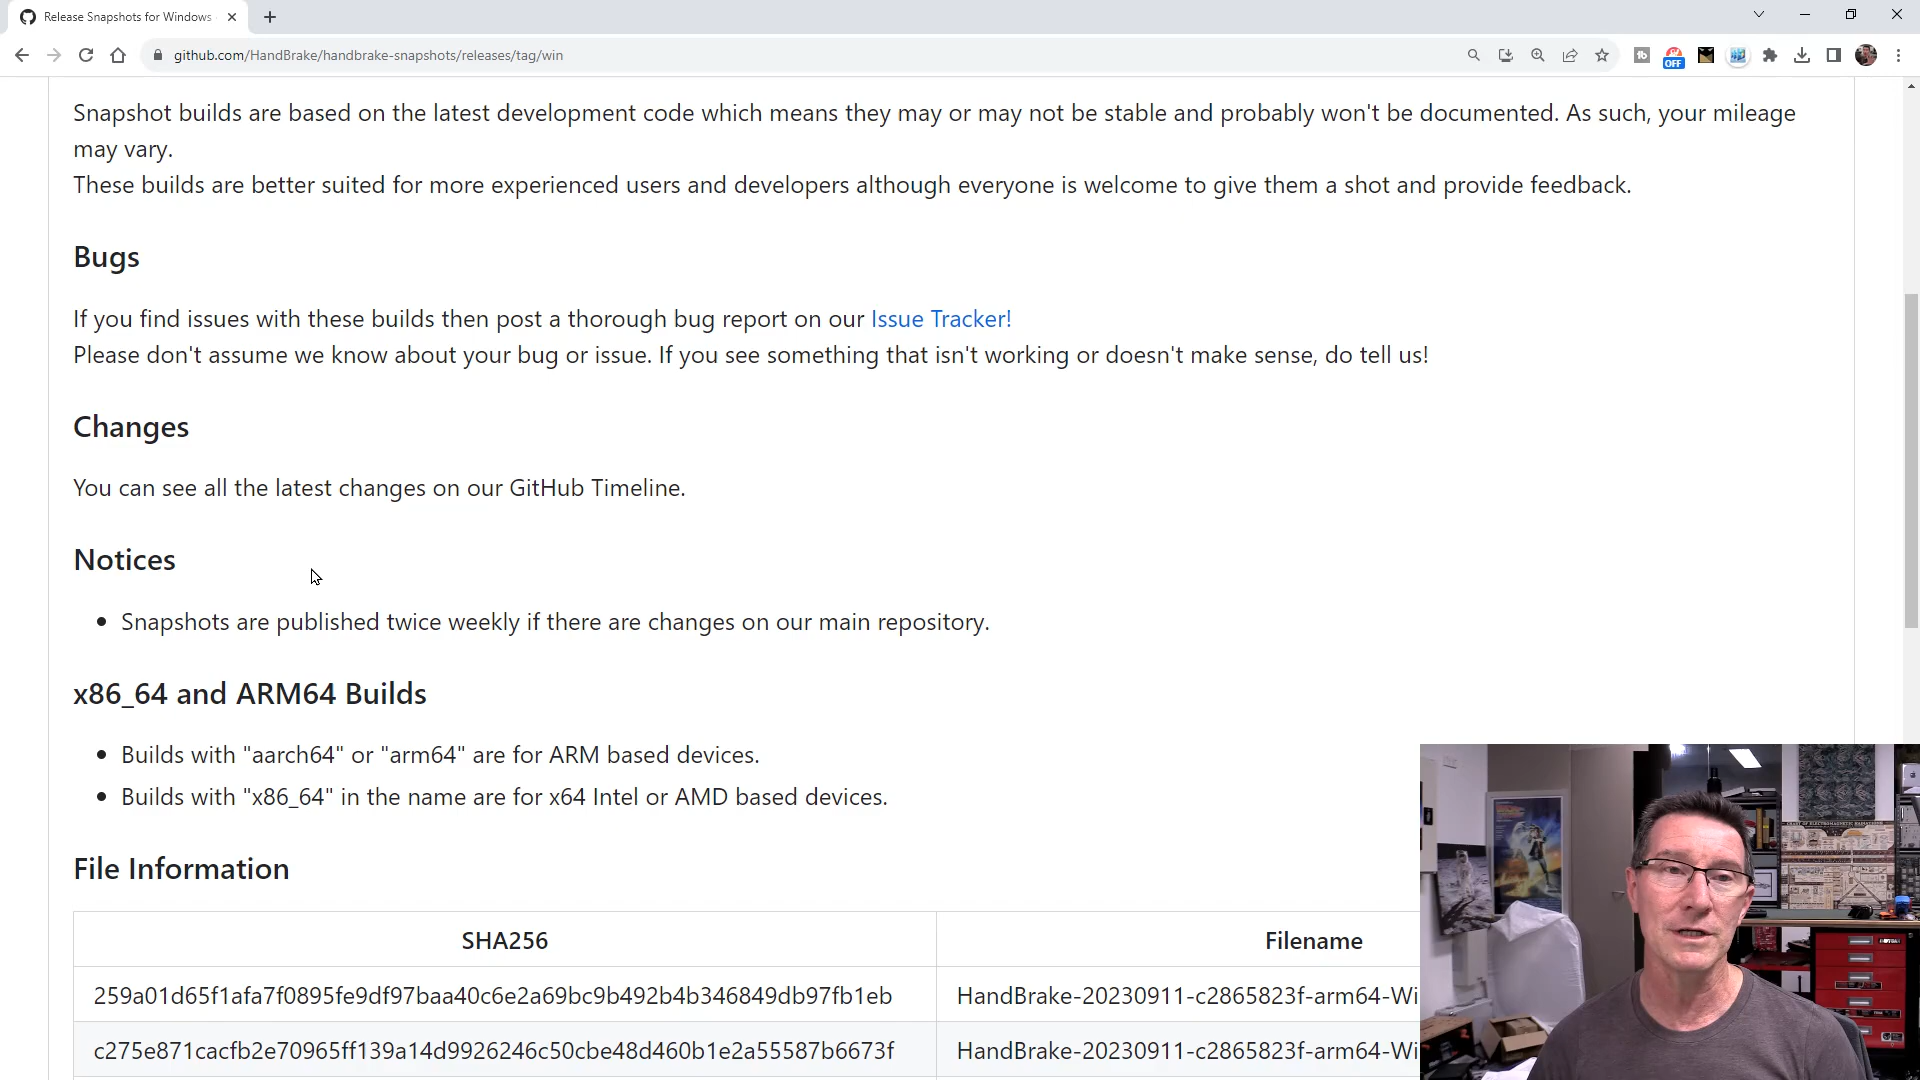 Release Snapshots for Windows
github.com/HandBrake/handbrake-snapshots/releases/tag/win
OFF
Snapshot builds are based on the latest development code which means they may or may not be stable and probably won't be documented. As such, your mileage
may vary.
These builds are better suited for more experienced users and developers although everyone is welcome to give them a shot and provide feedback.
Bugs
If you find issues with these builds then post a thorough bug report on our Issue Tracker!
Please don't assume we know about your bug or issue. If you see something that isn't working or doesn't make sense, do tell us!
Changes
You can see all the latest changes on our GitHub Timeline.
Notices
Snapshots are published twice weekly if there are changes on our main repository.
x86_64 and ARM64 Builds
Builds with "aarch64" or "arm64" are for ARM based devices.
Builds with "x86_64" in the name are for x64 Intel or AMD based devices.
File Information
SHA256 Filename
259a01d65f1afa7f0895fe9df97baa40c6e2a69bc9b492b4b346849db97fb1eb HandBrake-20230911-c2865823f-arm64-Wi
c275e871cacfb2e70965ff139a14d9926246c50cbe48d460b1e2a55587b6673f HandBrake-20230911-c2865823f-arm64-Wi